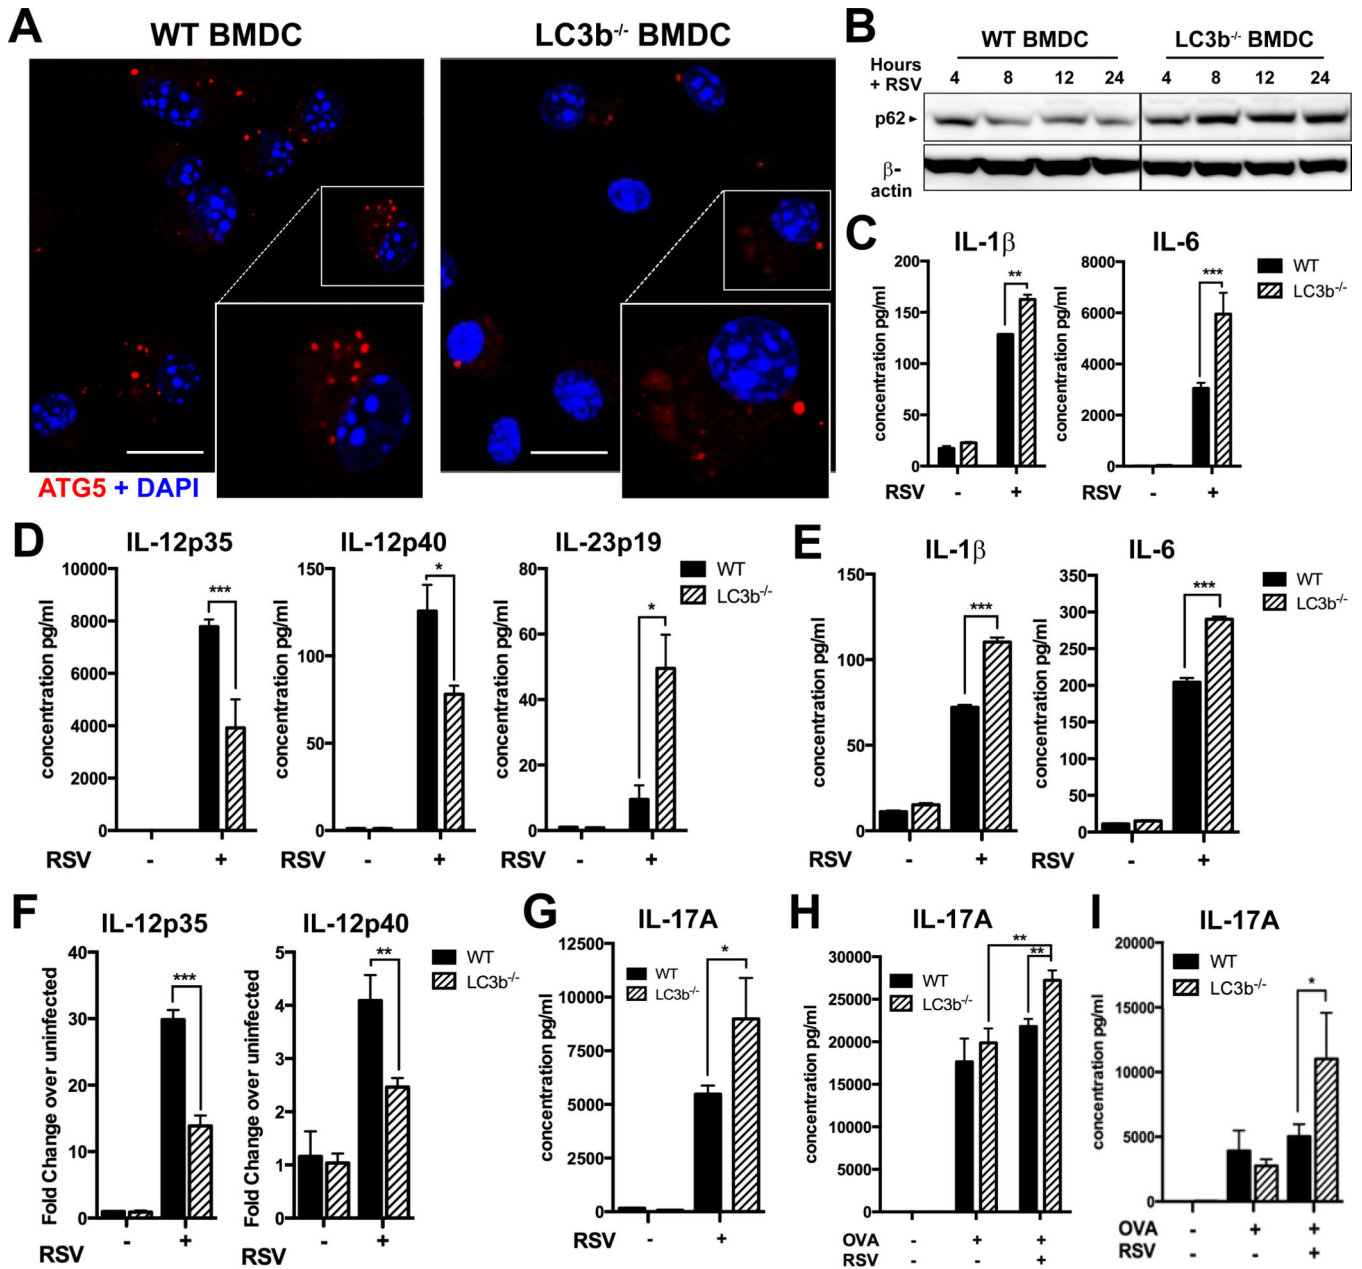 A
WT BMDC
LC3b-/- BMDC
ATG5 + DAPI
B
WT BMDC
LC3b-/- BMDC
Hours
+ RSV
4 8 12 24 4 8 12 24
p62
β-
actin
C
IL-1β
IL-6
WT
LC3b-/-
concentration pg/ml
200
150
100
50
0
**
RSV - +
concentration pg/ml
8000
6000
4000
2000
0
***
- +
D
IL-12p35
IL-12p40
IL-23p19
WT
LC3b-/-
concentration pg/ml
10000
8000
6000
4000
2000
0
***
RSV - +
concentration pg/ml
150
100
50
0
*
RSV - +
concentration pg/ml
80
60
40
20
0
*
RSV - +
E
IL-1β
IL-6
WT
LC3b-/-
concentration pg/ml
150
100
50
0
***
RSV - +
concentration pg/ml
350
300
250
200
150
100
50
0
***
RSV - +
F
IL-12p35
IL-12p40
WT
LC3b-/-
Fold Change over uninfected
40
30
20
10
0
***
RSV - +
Fold Change over uninfected
5
4
3
2
1
0
**
RSV - +
G
IL-17A
WT
LC3b-/-
concentration pg/ml
12500
10000
7500
5000
2500
0
*
RSV - +
H
IL-17A
WT
LC3b-/-
concentration pg/ml
30000
25000
20000
15000
10000
5000
0
**
**
OVA - + +
RSV - - +
I
IL-17A
WT
LC3b-/-
concentration pg/ml
20000
15000
10000
5000
0
*
OVA - + +
RSV - - +